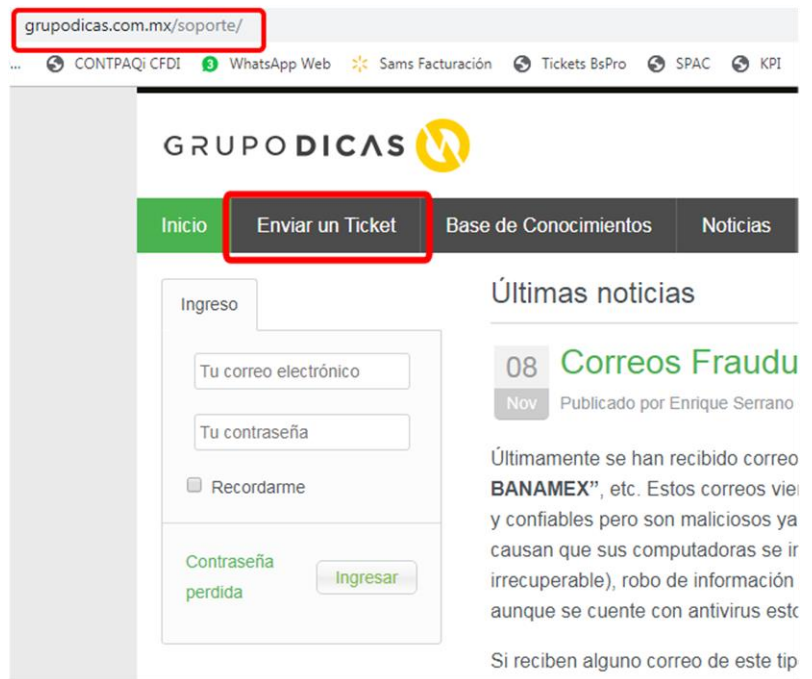 grupodicas.com.mx/soporte/
... CONTPAQi CFDI WhatsApp Web Sams Facturación Tickets BsPro SPAC KPI
GRUPO DICAS
Inicio Enviar un Ticket Base de Conocimientos Noticias
Ingreso
Tu correo electrónico
Tu contraseña
Recordarme
Contraseña
perdida
Ingresar
Últimas noticias
08
Nov
Correos Fraudu
Publicado por Enrique Serrano
Últimamente se han recibido correo
BANAMEX”, etc. Estos correos vie
y confiables pero son maliciosos ya
causan que sus computadoras se i
irrecuperable), robo de información
aunque se cuente con antivirus esto
Si reciben alguno correo de este tip